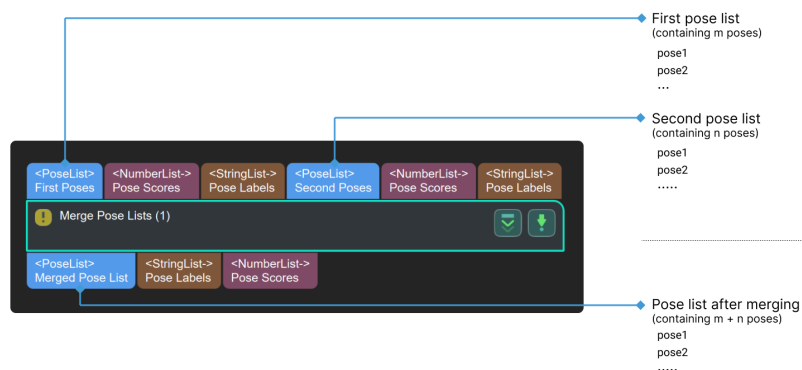 First pose list
(containing m poses)
pose1
pose2
...
Second pose list
(containing n poses)
pose1
pose2
.....
<PoseList>
First Poses
<NumberList->
Pose Scores
<StringList->
Pose Labels
<PoseList>
Second Poses
<NumberList->
Pose Scores
<StringList->
Pose Labels
Merge Pose Lists (1)
<PoseList>
Merged Pose List
<StringList->
Pose Labels
<NumberList->
Pose Scores
Pose list after merging
(containing m + n poses)
pose1
pose2
.....